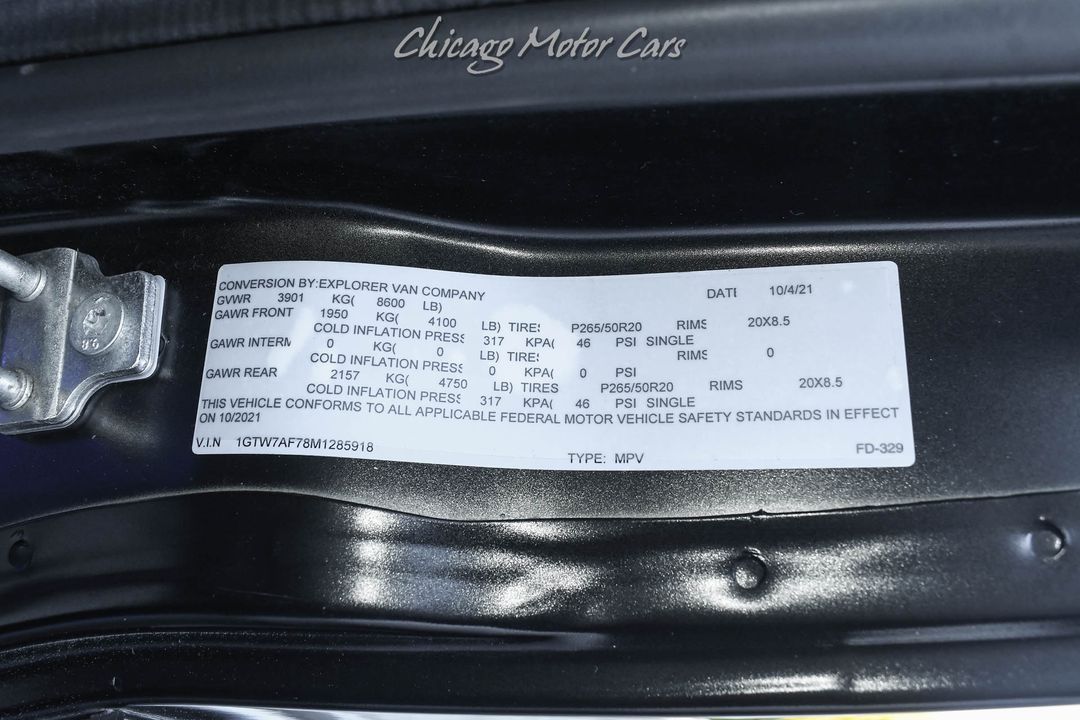 Chicago Motor Cars
CONVERSION BY:EXPLORER VAN COMPANY DATE 10/4/21
GVWR 3901 KG( 8600 LB)
GAWR FRONT 1950 KG( 4100 LB) TIRES P265/50R20 RIMS 20X8.5
COLD INFLATION PRESS 317 KPA( 46 PSI SINGLE
GAWR INTERM 0 KG( 0 LB) TIRES RIMS 0
COLD INFLATION PRESS 0 KPA( 0 PSI
GAWR REAR 2157 KG( 4750 LB) TIRES P265/50R20 RIMS 20X8.5
COLD INFLATION PRESS 317 KPA( 46 PSI SINGLE
THIS VEHICLE CONFORMS TO ALL APPLICABLE FEDERAL MOTOR VEHICLE SAFETY STANDARDS IN EFFECT
ON 10/2021
V.I.N 1GTW7AF78M1285918 TYPE: MPV FD-329